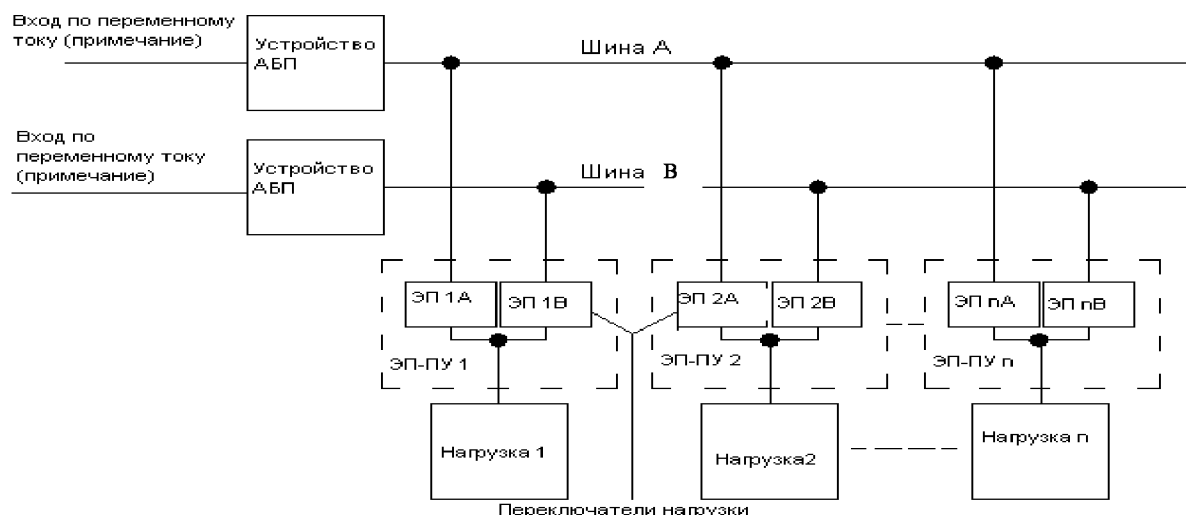 Вход по переменному
току (примечание)
Устройство
АБП
Шина А
Вход по
переменному току
(примечание)
Устройство
АБП
Шина В
ЭП 1А
ЭП 1В
ЭП 2А
ЭП 2В
ЭП nА
ЭП nВ
ЭП-ПУ 1
ЭП-ПУ 2
ЭП-ПУ n
Нагрузка 1
Нагрузка2
Нагрузка n
Переключатели нагрузки